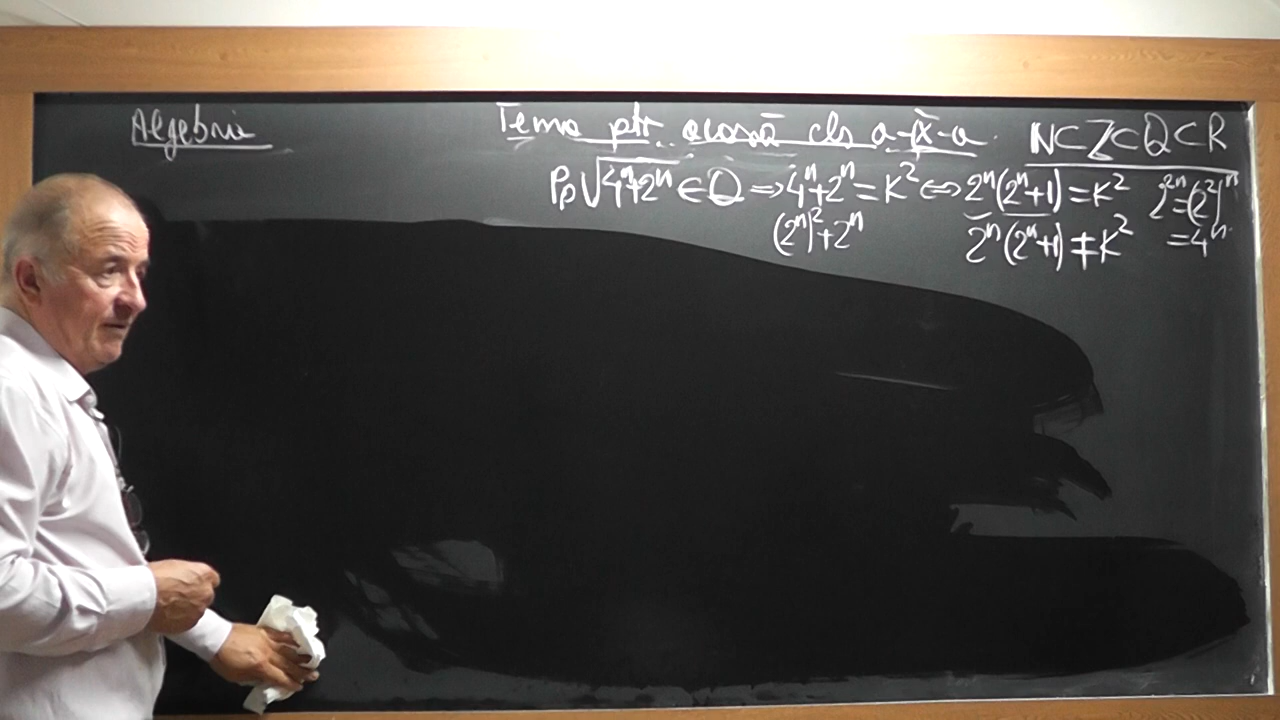 Algebră
Temă ptr. acasă cls a-IX-a
N⊂Z⊂Q⊂R
Pp √4ⁿ+2ⁿ ∈ Q ⇒ 4ⁿ+2ⁿ = K² ⇔ 2ⁿ(2ⁿ+1) = K²
2²ⁿ=(2²)ⁿ
(2ⁿ)²+2ⁿ
2ⁿ(2ⁿ+1) ≠ K²
=4ⁿ